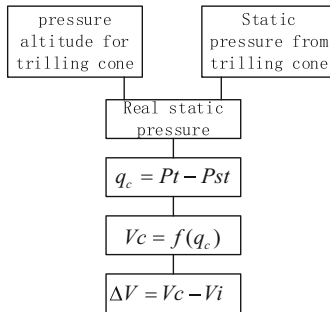 pressure
altitude for
trilling cone
Static
pressure from
trilling cone
Real static
pressure
q_c = Pt − Pst
Vc = f(q_c)
ΔV = Vc − Vi